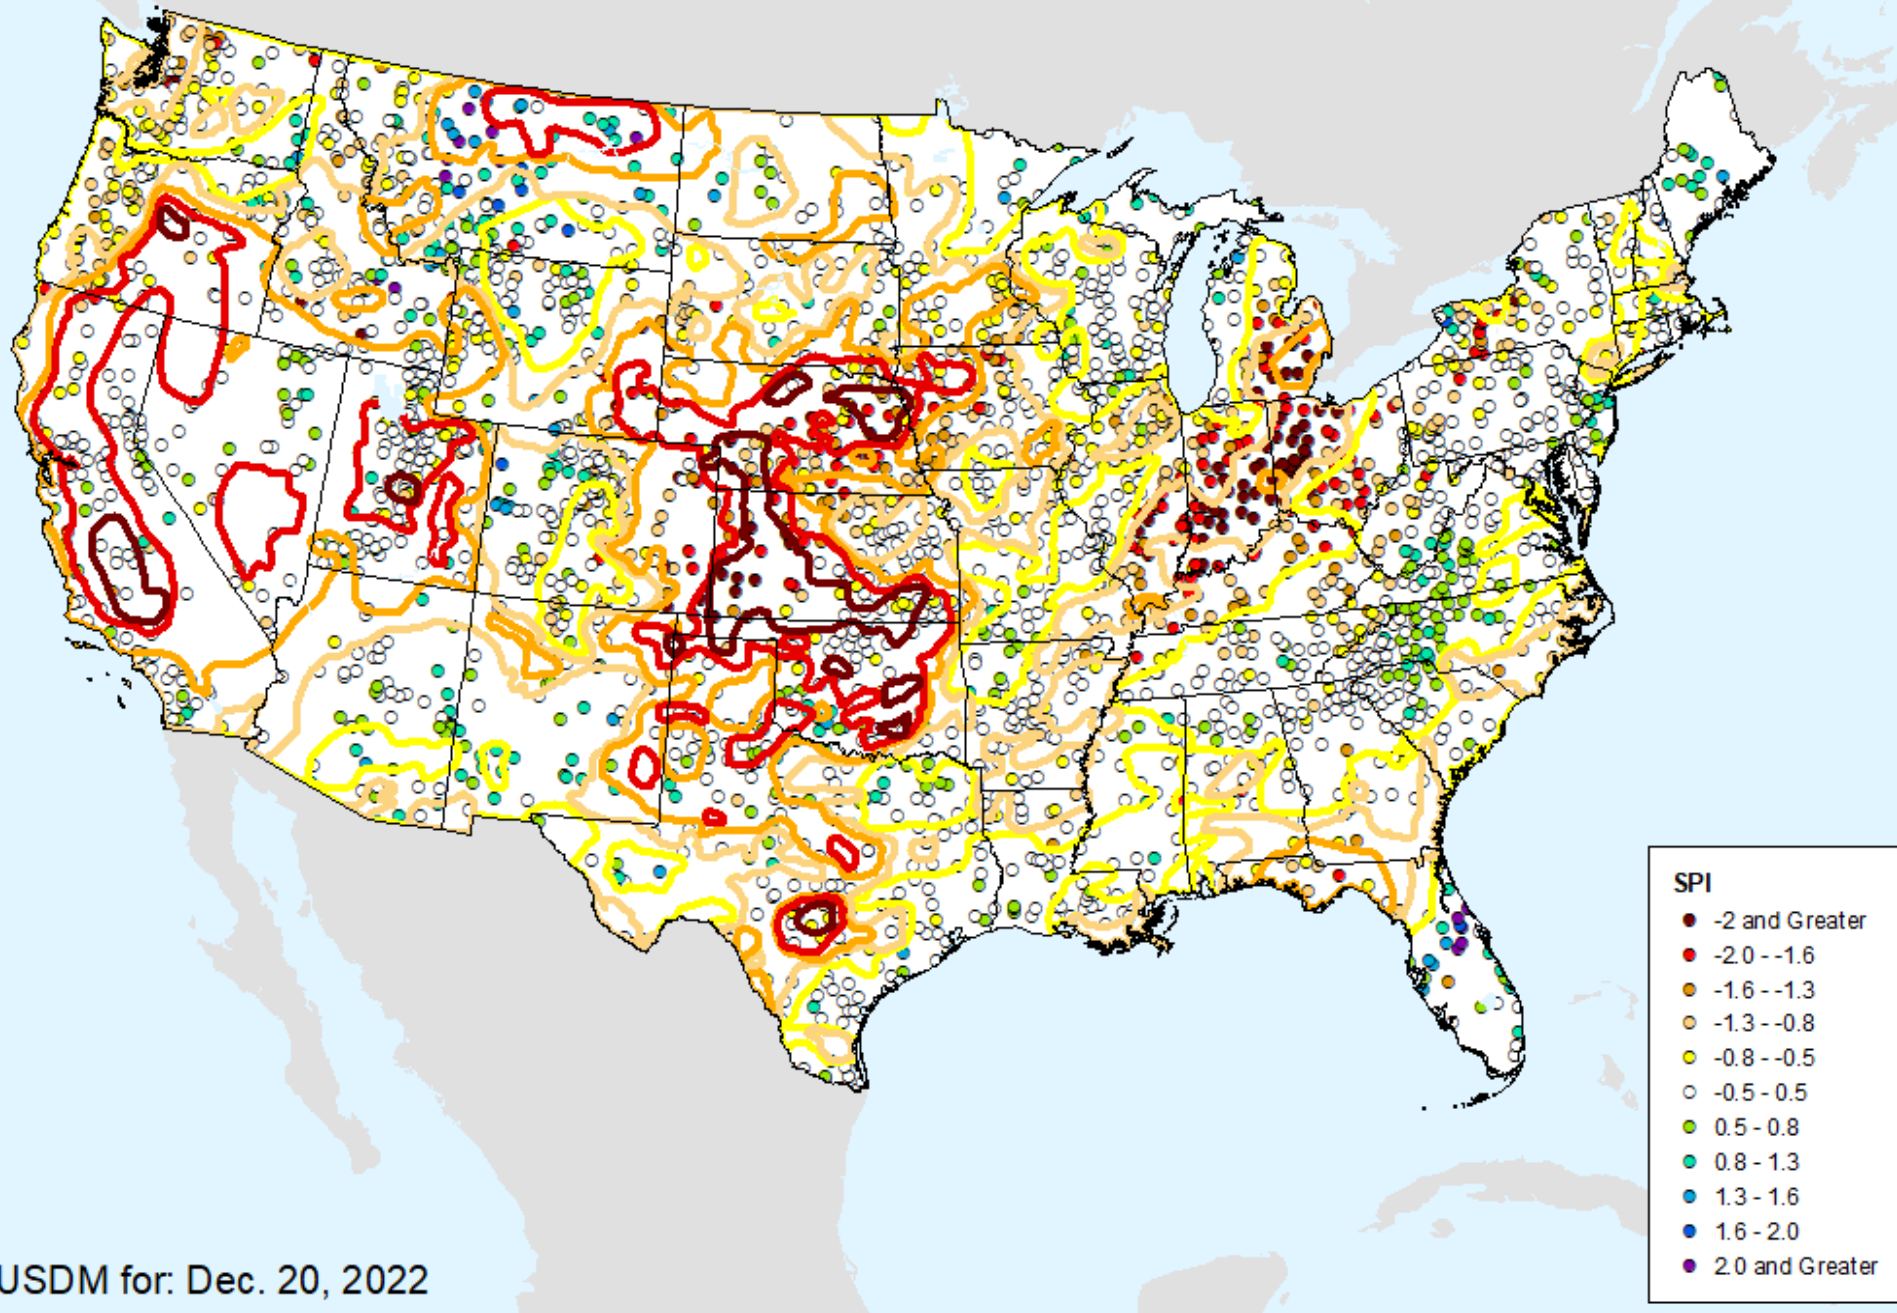 SPI
-2 and Greater
-2.0 - -1.6
-1.6 - -1.3
-1.3 - -0.8
-0.8 - -0.5
-0.5 - 0.5
0.5 - 0.8
0.8 - 1.3
1.3 - 1.6
1.6 - 2.0
2.0 and Greater
USDM for: Dec. 20, 2022